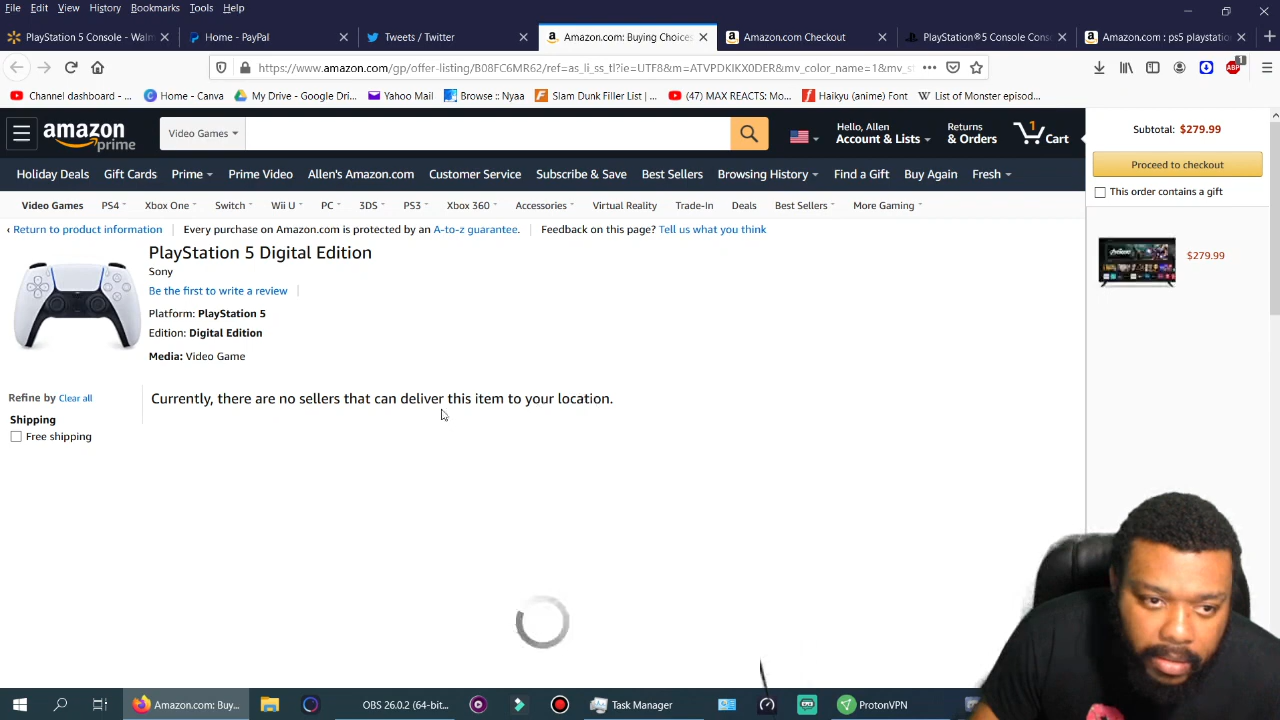 File Edit View History Bookmarks Tools Help
PlayStation 5 Console - Walm
Home - PayPal
Tweets / Twitter
Amazon.com: Buying Choices
Amazon.com Checkout
PlayStation®5 Console Cons
Amazon.com : ps5 playstatio
https://www.amazon.com/gp/offer-listing/B08FC6MR62/ref=as_li_ss_tl?ie=UTF8&m=ATVPDKIKX0DER&mv_color_name=1&mv_st
ABP 1
Channel dashboard -...
Home - Canva
My Drive - Google Dri...
Yahoo Mail
Browse :: Nyaa
Slam Dunk Filler List |...
(47) MAX REACTS: Mo...
Haikyu (anime) Font
List of Monster episod...
amazon prime
Video Games
Hello, Allen
Account & Lists
Returns
& Orders
1
Cart
Subtotal: $279.99
Proceed to checkout
This order contains a gift
$279.99
Holiday Deals Gift Cards Prime Prime Video Allen's Amazon.com Customer Service Subscribe & Save Best Sellers Browsing History Find a Gift Buy Again Fresh
Video Games PS4 Xbox One Switch Wii U PC 3DS PS3 Xbox 360 Accessories Virtual Reality Trade-In Deals Best Sellers More Gaming
‹ Return to product information Every purchase on Amazon.com is protected by an A-to-z guarantee. Feedback on this page? Tell us what you think
PlayStation 5 Digital Edition
Sony
Be the first to write a review
Platform: PlayStation 5
Edition: Digital Edition
Media: Video Game
Refine by Clear all
Shipping
Free shipping
Currently, there are no sellers that can deliver this item to your location.
Amazon.com: Buy...
OBS 26.0.2 (64-bit...
Task Manager
ProtonVPN